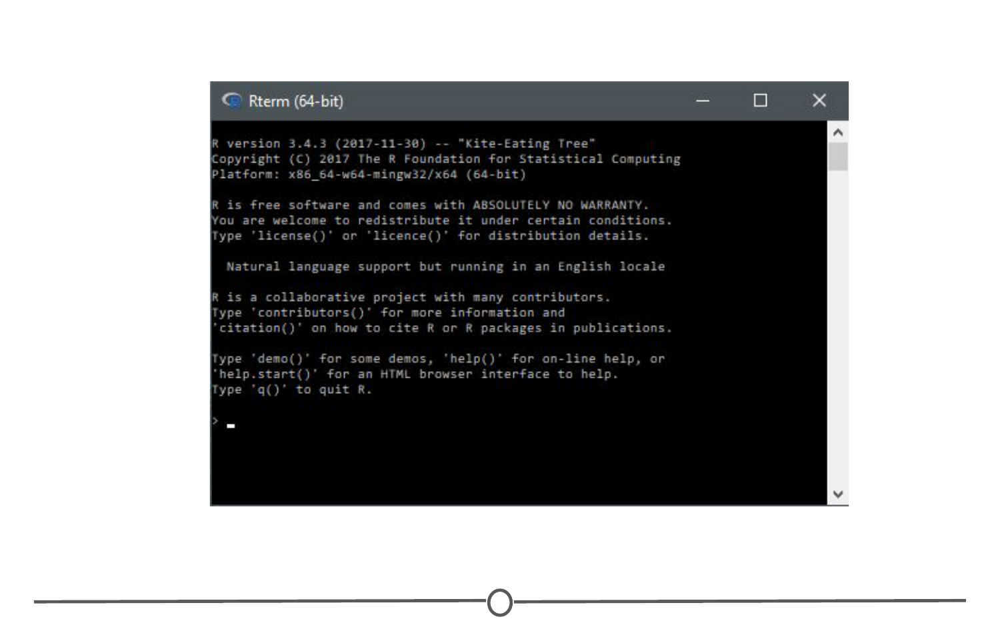 Rterm (64-bit)
R version 3.4.3 (2017-11-30) -- "Kite-Eating Tree"
Copyright (C) 2017 The R Foundation for Statistical Computing
Platform: x86_64-w64-mingw32/x64 (64-bit)
R is free software and comes with ABSOLUTELY NO WARRANTY.
You are welcome to redistribute it under certain conditions.
Type 'license()' or 'licence()' for distribution details.
Natural language support but running in an English locale
R is a collaborative project with many contributors.
Type 'contributors()' for more information and
'citation()' on how to cite R or R packages in publications.
Type 'demo()' for some demos, 'help()' for on-line help, or
'help.start()' for an HTML browser interface to help.
Type 'q()' to quit R.
>